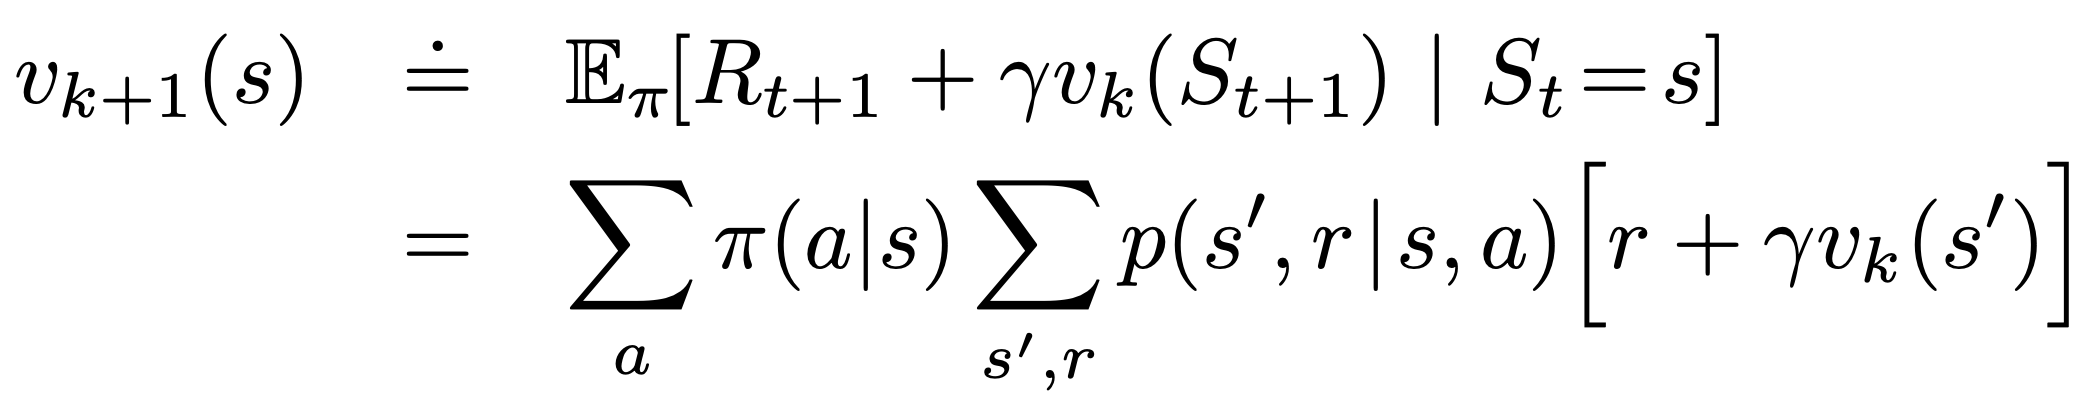 v_{k+1}(s) ≐ 𝔼_π[R_{t+1} + γv_k(S_{t+1}) | S_t=s]
= ∑_a π(a|s) ∑_{s′,r} p(s′, r|s, a)[r + γv_k(s′)]